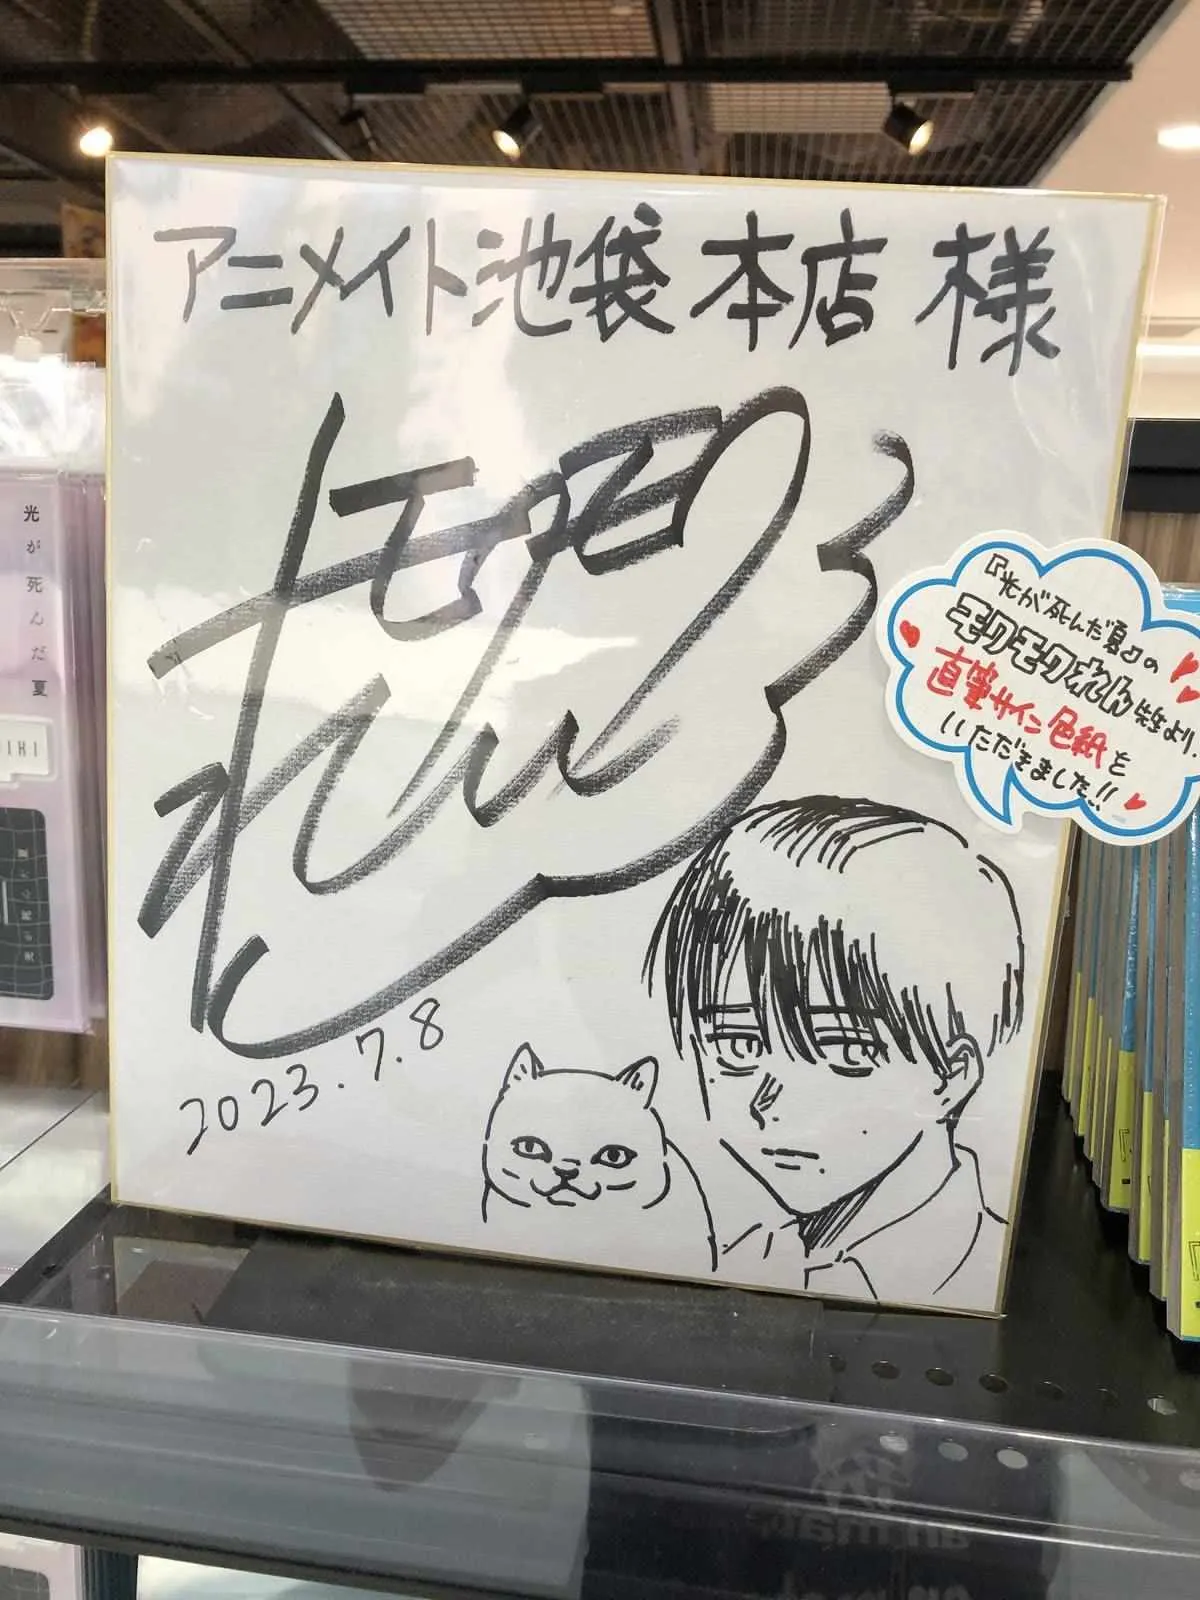 アニメイト池袋本店 様
モクモクれん
2023.7.8
『光が死んだ夏』の
モクモクれん先生より、
直筆サイン色紙を
いただきました!!
光が死んだ夏